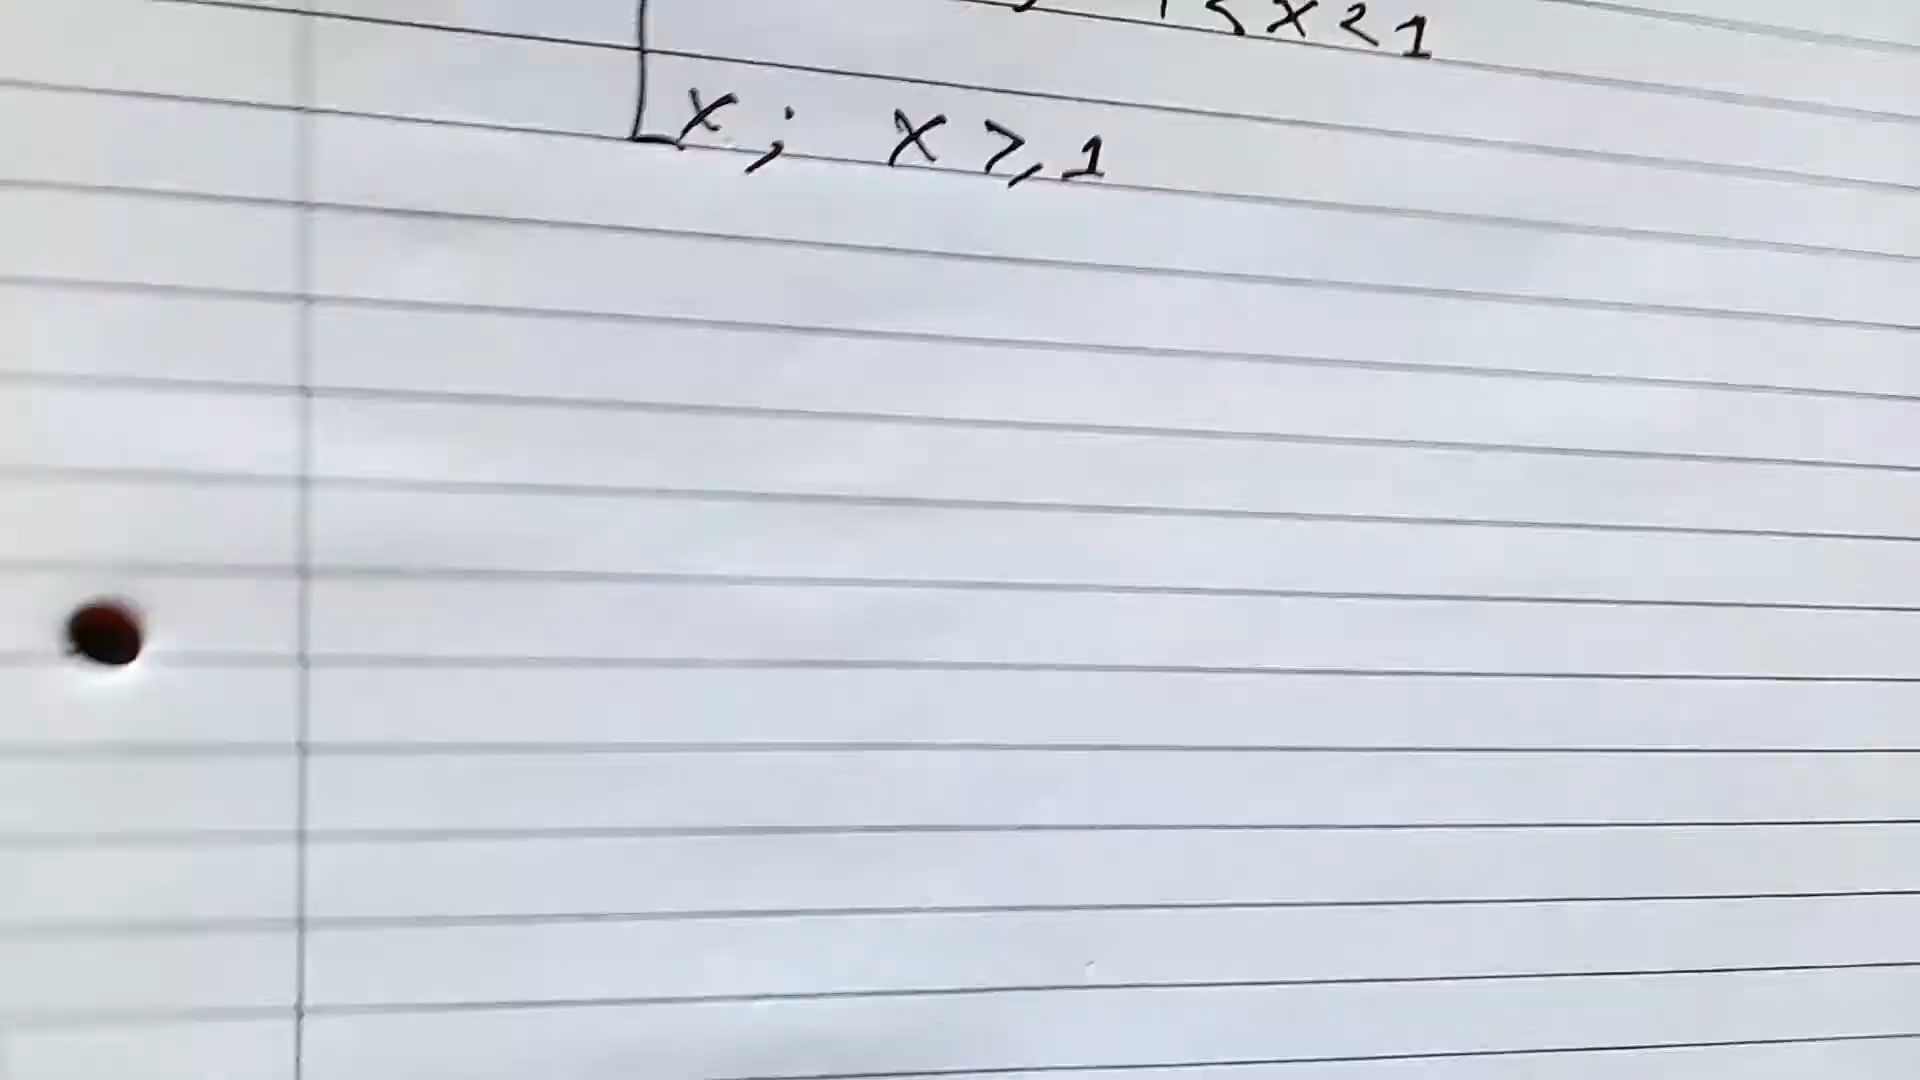 < x < 1
x ; x ⩾ 1